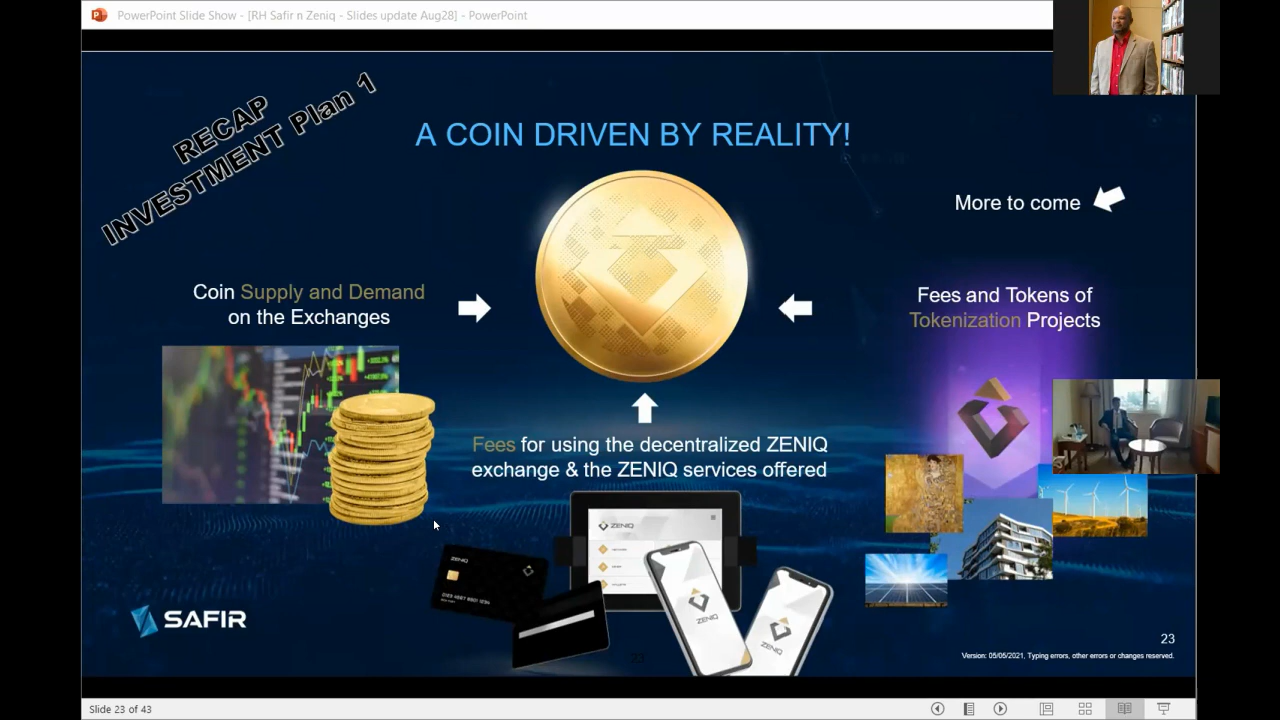 PowerPoint Slide Show - [RH Safir n Zeniq - Slides update Aug28] - PowerPoint
RECAP
INVESTMENT Plan 1
A COIN DRIVEN BY REALITY!
More to come
Coin Supply and Demand
on the Exchanges
Fees and Tokens of
Tokenization Projects
Fees for using the decentralized ZENIQ
exchange & the ZENIQ services offered
ZENIQ
ZENIQ
ZENIQ
ZENIQ
SAFIR
23
23
Version: 05/05/2021, Typing errors, other errors or changes reserved.
Slide 23 of 43